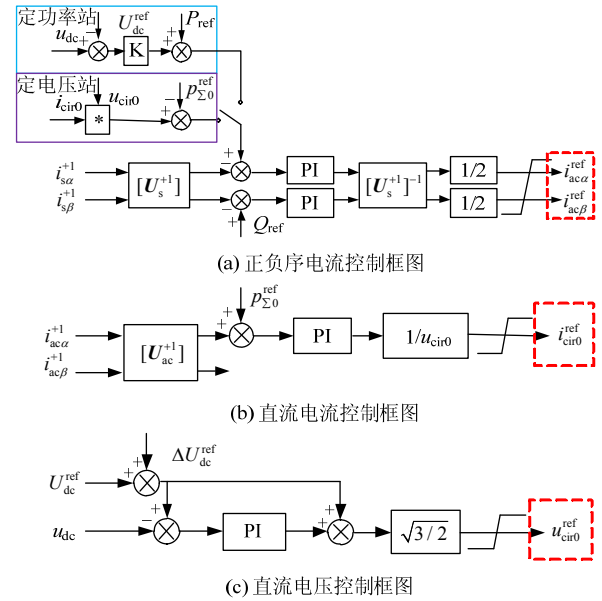 定功率站
u_dc − + U_dc^ref K + + P_ref
定电压站
i_cir0 * u_cir0 + − p_Σ0^ref
i_sα^+1 [U_s^+1] − + PI [U_s^+1]^−1 1/2 i_acα^ref
i_sβ^+1 − + PI 1/2 i_acβ^ref
Q_ref
(a) 正负序电流控制框图
p_Σ0^ref
i_acα^+1 [U_ac^+1] + + PI 1/u_cir0 i_cir0^ref
i_acβ^+1
(b) 直流电流控制框图
ΔU_dc^ref
U_dc^ref + +
u_dc − + PI + + √3/2 u_cir0^ref
(c) 直流电压控制框图